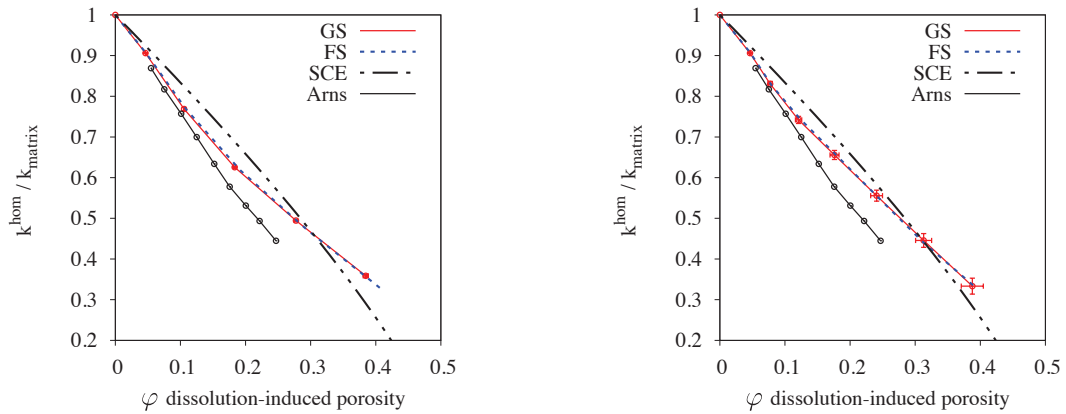 1
0.9
0.8
0.7
0.6
0.5
0.4
0.3
0.2
k^hom / k_matrix
GS
FS
SCE
Arns
0 0.1 0.2 0.3 0.4 0.5
φ dissolution-induced porosity
1
0.9
0.8
0.7
0.6
0.5
0.4
0.3
0.2
k^hom / k_matrix
GS
FS
SCE
Arns
0 0.1 0.2 0.3 0.4 0.5
φ dissolution-induced porosity